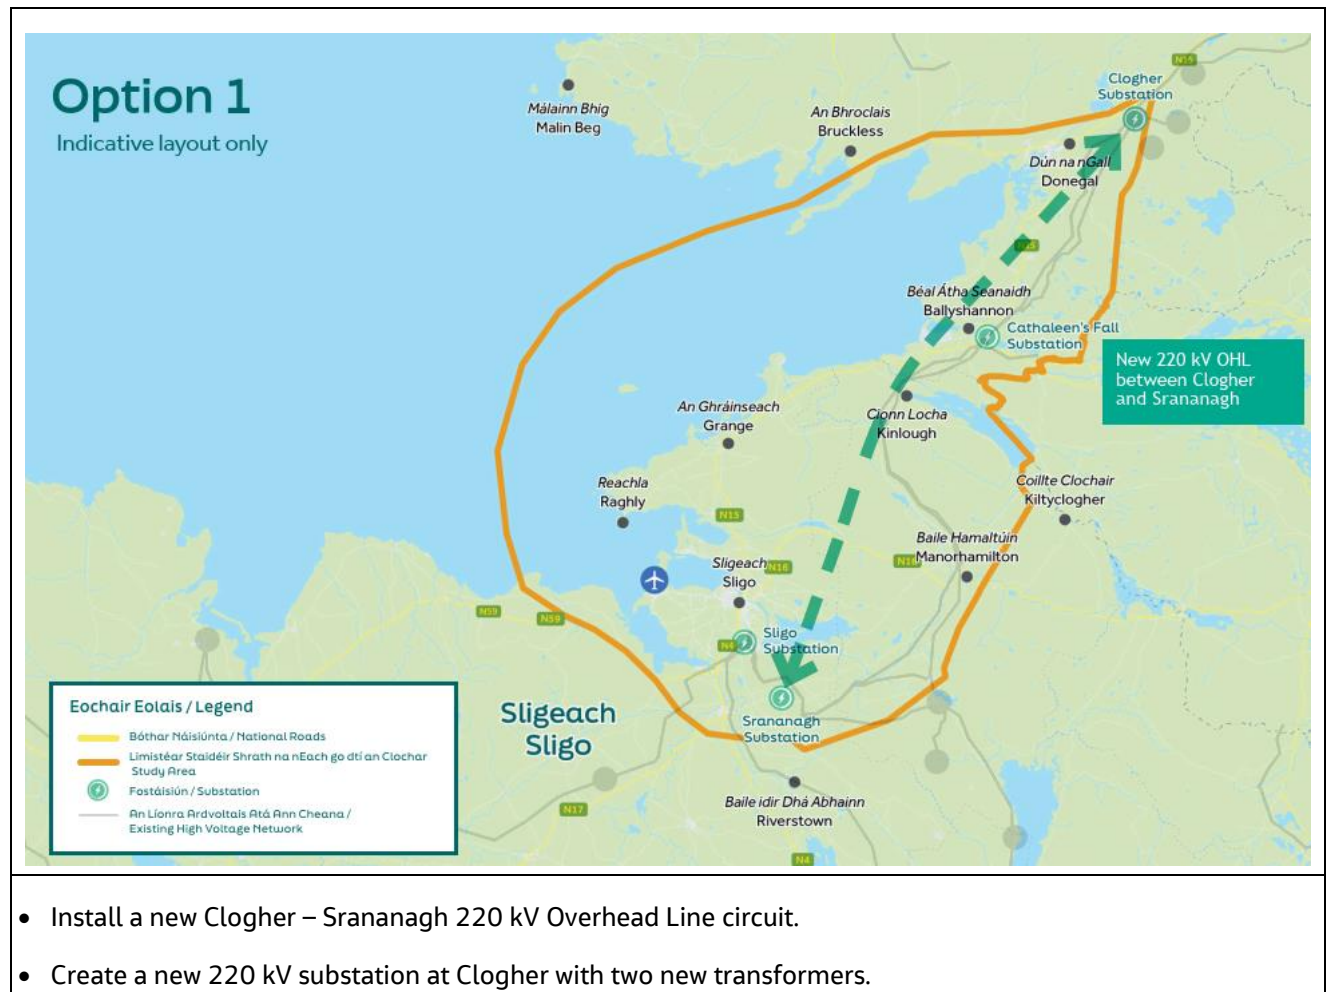 Option 1
Indicative layout only
Málainn Bhig
Malin Beg
An Bhroclais
Bruckless
N15
Clogher
Substation
Dún na nGall
Donegal
N15
Béal Átha Seanaidh
Ballyshannon
Cathaleen's Fall
Substation
New 220 kV OHL
between Clogher
and Srananagh
An Ghráinseach
Grange
Cionn Locha
Kinlough
Reachla
Raghly
N15
Coillte Clochair
Kiltyclogher
Baile Hamaltúin
Manorhamilton
N16
Sligeach
Sligo
N16
N59
N59
Sligo
Substation
N4
Srananagh
Substation
Sligeach
Sligo
Baile idir Dhá Abhainn
Riverstown
N17
N4
Eochair Eolais / Legend
Bóthar Náisiúnta / National Roads
Limistéar Staidéir Shrath na nEach go dtí an Clochar
Study Area
Fostáisiún / Substation
An Líonra Ardvoltais Atá Ann Cheana /
Existing High Voltage Network
• Install a new Clogher – Srananagh 220 kV Overhead Line circuit.
• Create a new 220 kV substation at Clogher with two new transformers.